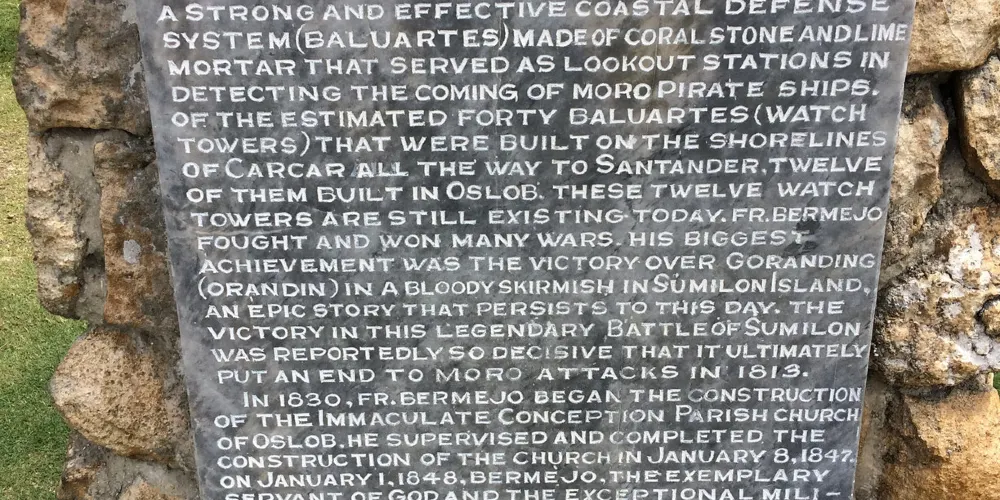 A STRONG AND EFFECTIVE COASTAL DEFENSE
SYSTEM (BALUARTES) MADE OF CORAL STONE AND LIME
MORTAR THAT SERVED AS LOOKOUT STATIONS IN
DETECTING THE COMING OF MORO PIRATE SHIPS.
OF THE ESTIMATED FORTY BALUARTES (WATCH
TOWERS) THAT WERE BUILT ON THE SHORELINES
OF CARCAR ALL THE WAY TO SANTANDER, TWELVE
OF THEM BUILT IN OSLOB. THESE TWELVE WATCH
TOWERS ARE STILL EXISTING TODAY. FR. BERMEJO
FOUGHT AND WON MANY WARS. HIS BIGGEST
ACHIEVEMENT WAS THE VICTORY OVER GORANDING
(ORANDIN) IN A BLOODY SKIRMISH IN SUMILON ISLAND,
AN EPIC STORY THAT PERSISTS TO THIS DAY. THE
VICTORY IN THIS LEGENDARY BATTLE OF SUMILON
WAS REPORTEDLY SO DECISIVE THAT IT ULTIMATELY
PUT AN END TO MORO ATTACKS IN 1813.
IN 1830, FR. BERMEJO BEGAN THE CONSTRUCTION
OF THE IMMACULATE CONCEPTION PARISH CHURCH
OF OSLOB. HE SUPERVISED AND COMPLETED THE
CONSTRUCTION OF THE CHURCH IN JANUARY 8, 1847.
ON JANUARY 1, 1848, BERMEJO, THE EXEMPLARY
SERVANT OF GOD AND THE EXCEPTIONAL MILI-